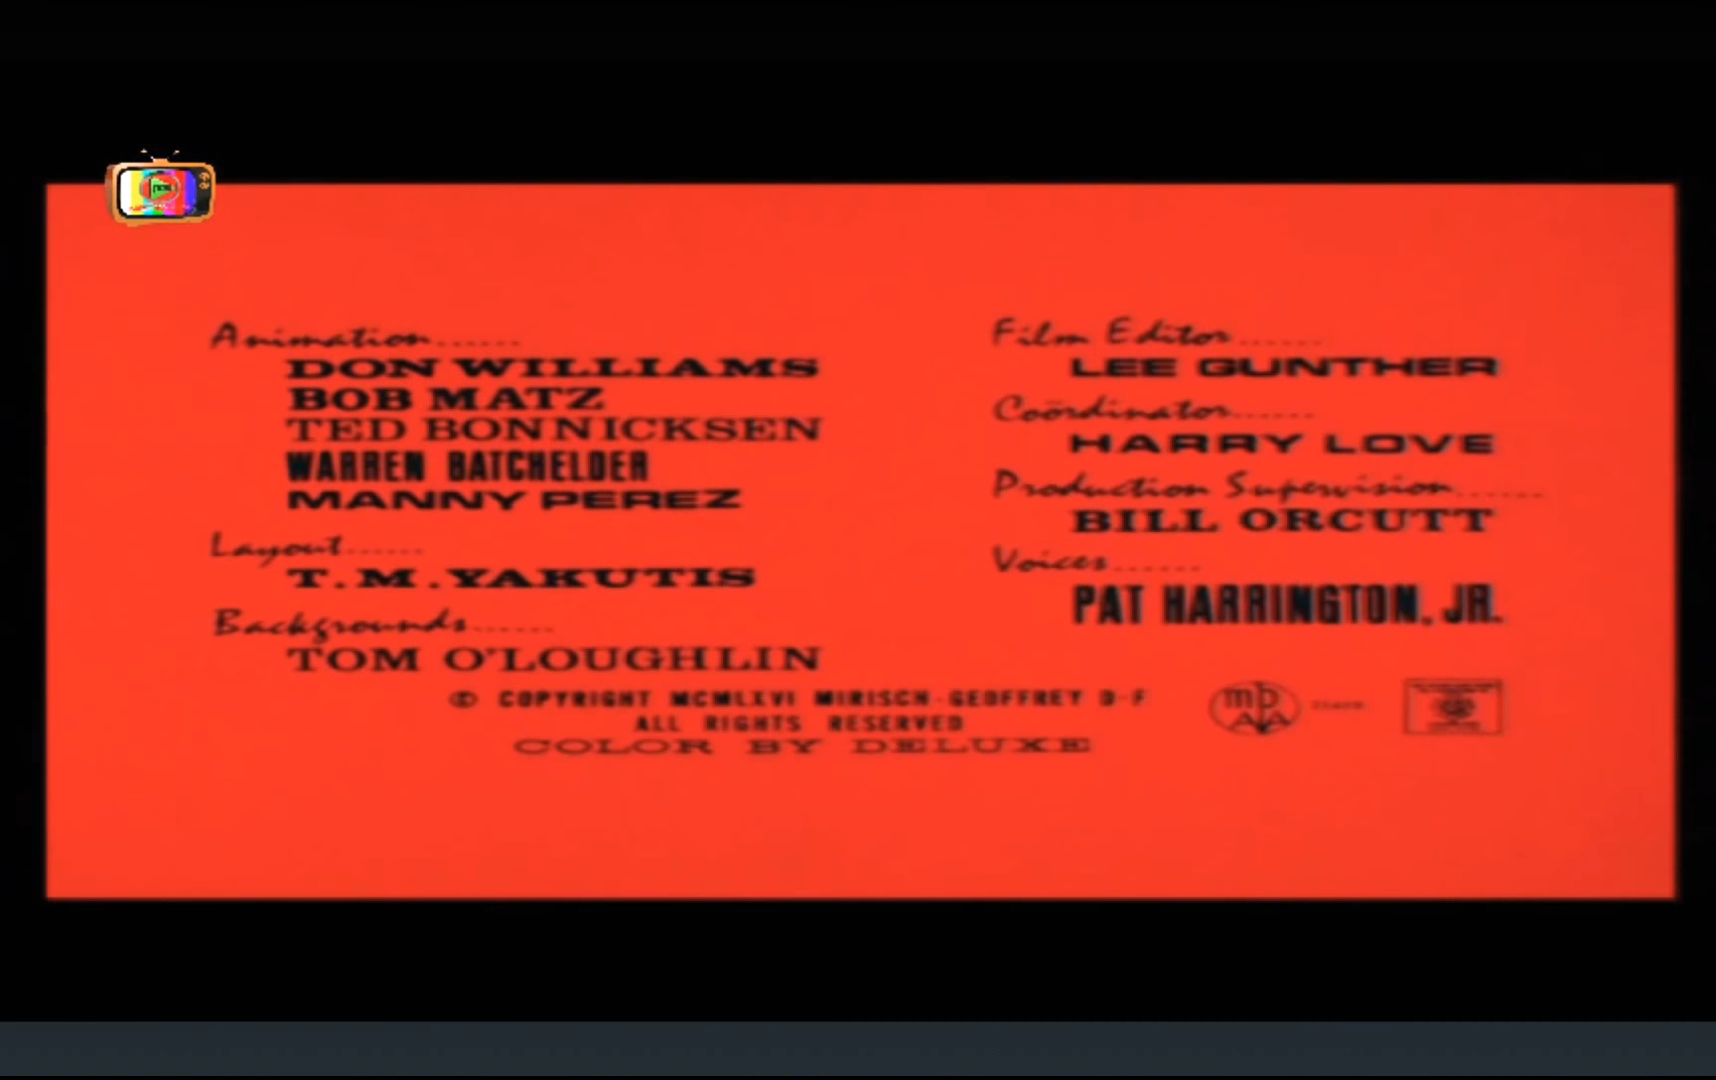 Animation......
DON WILLIAMS
BOB MATZ
TED BONNICKSEN
WARREN BATCHELDER
MANNY PEREZ
Layout......
T.M.YAKUTIS
Backgrounds......
TOM O'LOUGHLIN
Film Editor......
LEE GUNTHER
Coördinator......
HARRY LOVE
Production Supervision......
BILL ORCUTT
Voices......
PAT HARRINGTON, JR.
© COPYRIGHT MCMLXVI MIRISCH-GEOFFREY D-F
ALL RIGHTS RESERVED
COLOR BY DELUXE
MPAA